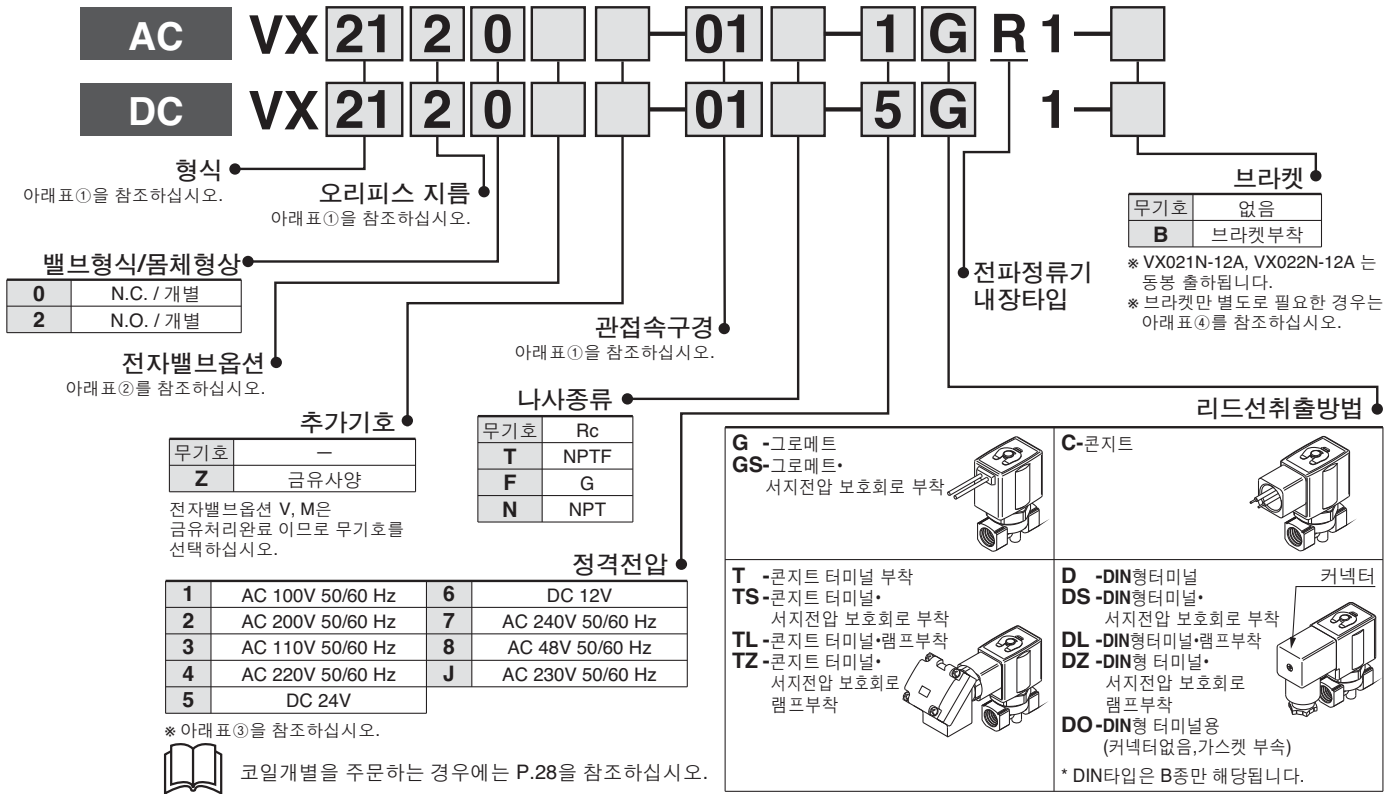 AC VX 21 2 0 01 1 G R 1
DC VX 21 2 0 01 5 G 1
형식
아래표①을 참조하십시오.
오리피스 지름
아래표①을 참조하십시오.
밸브형식/몸체형상
0 N.C. / 개별
2 N.O. / 개별
전자밸브옵션
아래표②를 참조하십시오.
추가기호
무기호 －
Z 금유사양
전자밸브옵션 V, M은
금유처리완료 이므로 무기호를
선택하십시오.
관접속구경
아래표①을 참조하십시오.
나사종류
무기호 Rc
T NPTF
F G
N NPT
정격전압
1 AC 100V 50/60 Hz 6 DC 12V
2 AC 200V 50/60 Hz 7 AC 240V 50/60 Hz
3 AC 110V 50/60 Hz 8 AC 48V 50/60 Hz
4 AC 220V 50/60 Hz J AC 230V 50/60 Hz
5 DC 24V
※ 아래표③을 참조하십시오.
코일개별을 주문하는 경우에는 P.28을 참조하십시오.
전파정류기
내장타입
브라켓
무기호 없음
B 브라켓부착
※ VX021N-12A, VX022N-12A 는
동봉 출하됩니다.
※ 브라켓만 별도로 필요한 경우는
아래표④를 참조하십시오.
리드선취출방법
G -그로메트
GS-그로메트•
서지전압 보호회로 부착
C-콘지트
T -콘지트 터미널 부착
TS-콘지트 터미널•
서지전압 보호회로 부착
TL-콘지트 터미널•램프부착
TZ-콘지트 터미널•
서지전압 보호회로
램프부착
D -DIN형터미널
DS-DIN형터미널•
서지전압 보호회로 부착
DL-DIN형터미널•램프부착
DZ-DIN형 터미널•
서지전압 보호회로
램프부착
DO-DIN형 터미널용
(커넥터없음,가스켓 부속)
커넥터
* DIN타입은 B종만 해당됩니다.